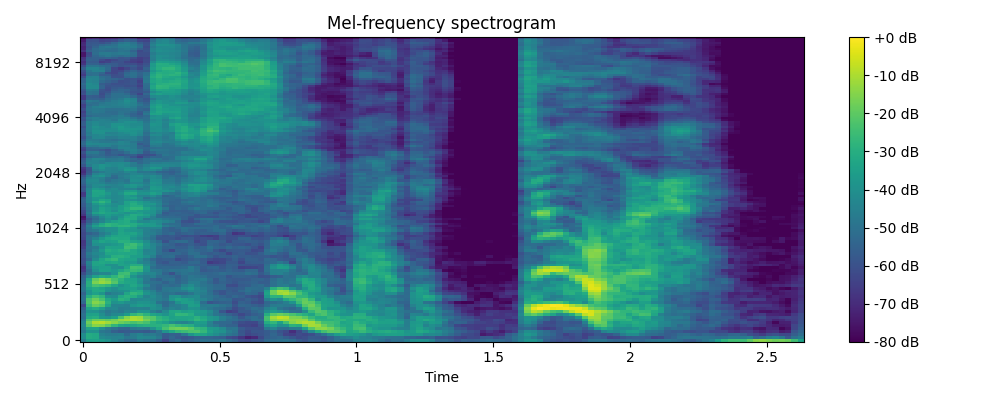 Mel-frequency spectrogram
8192
4096
2048
1024
512
0
Hz
0
0.5
1
1.5
2
2.5
Time
+0 dB
-10 dB
-20 dB
-30 dB
-40 dB
-50 dB
-60 dB
-70 dB
-80 dB